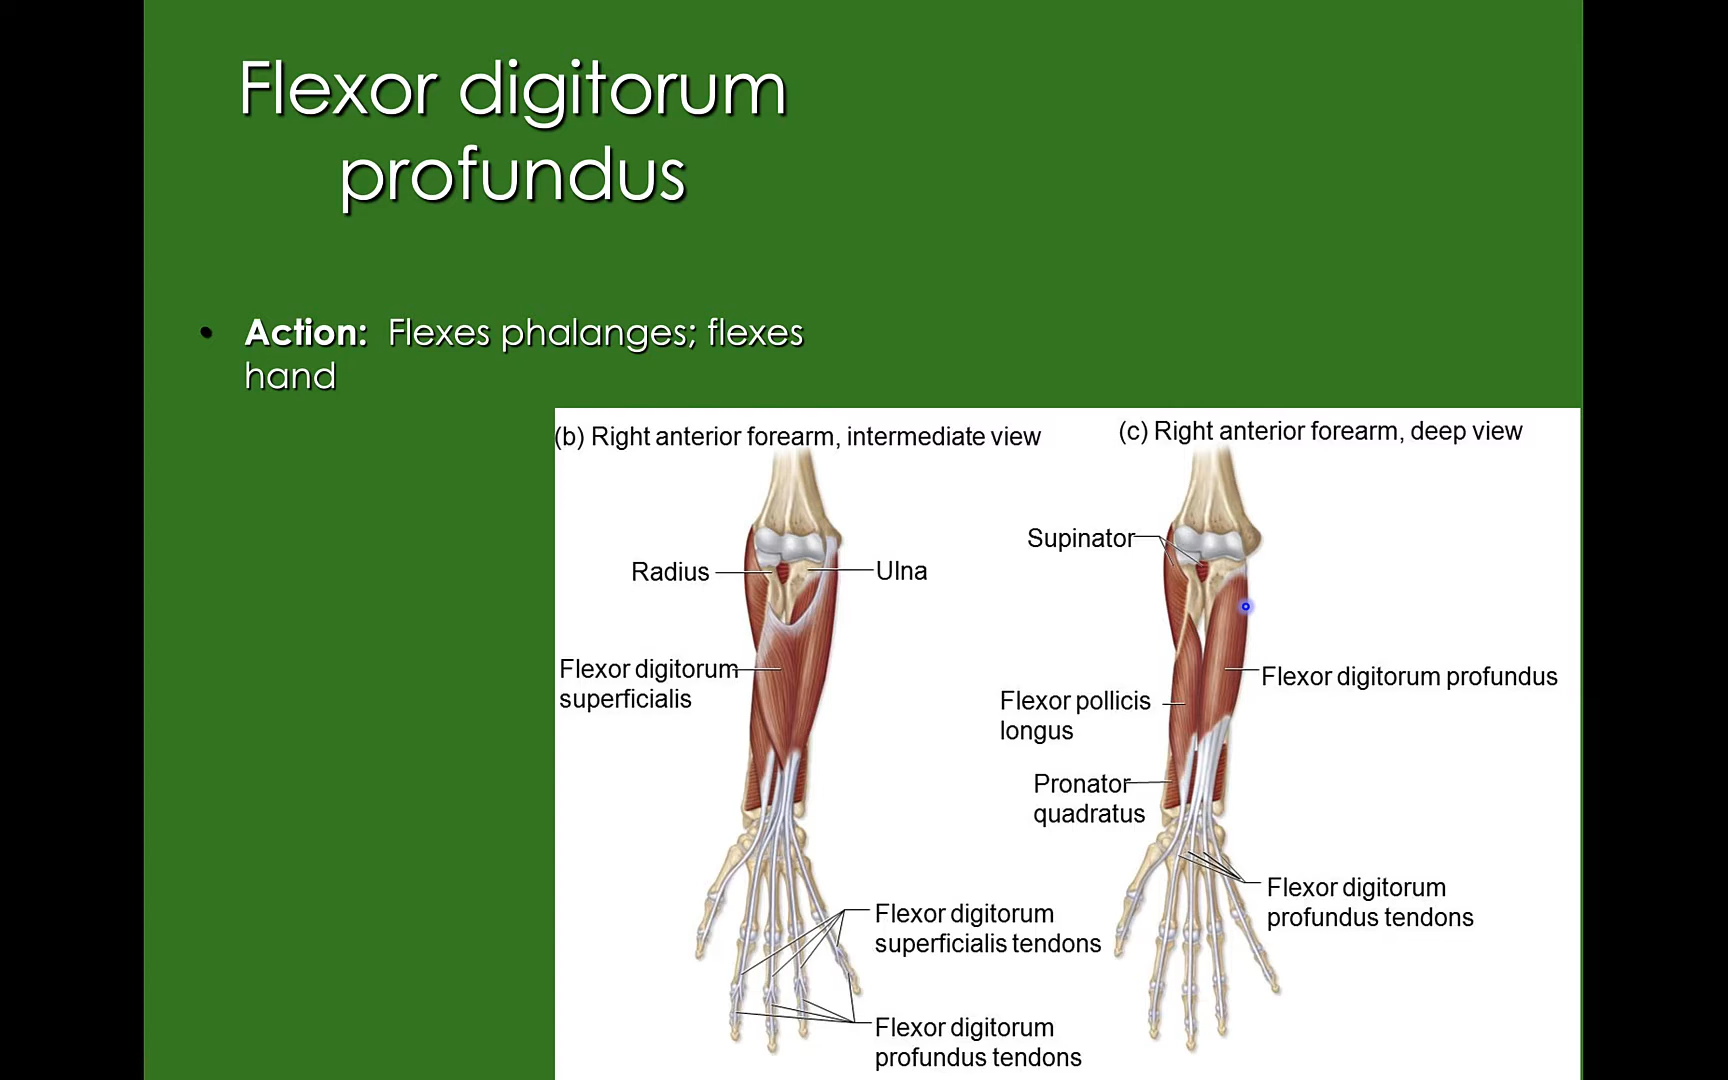 Flexor digitorum
profundus
• Action: Flexes phalanges; flexes
hand
(b) Right anterior forearm, intermediate view
Radius
Ulna
Flexor digitorum
superficialis
Flexor digitorum
superficialis tendons
Flexor digitorum
profundus tendons
(c) Right anterior forearm, deep view
Supinator
Flexor digitorum profundus
Flexor pollicis
longus
Pronator
quadratus
Flexor digitorum
profundus tendons